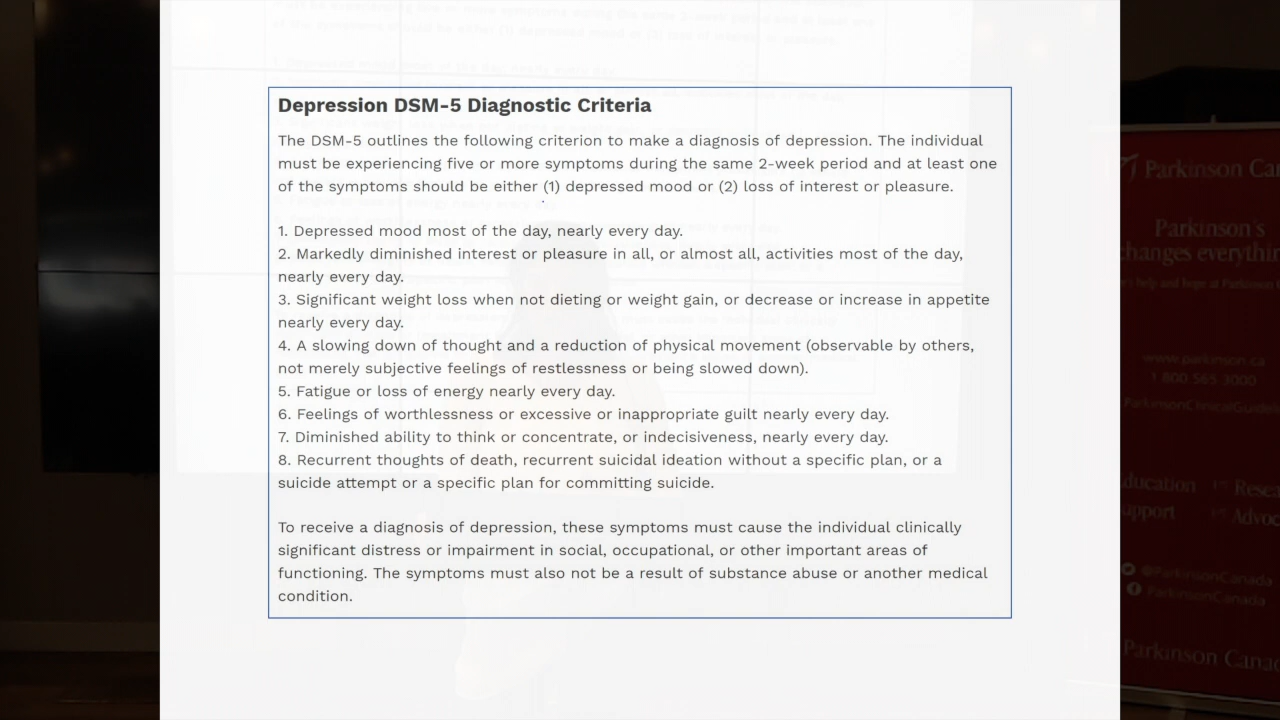 Depression DSM-5 Diagnostic Criteria
The DSM-5 outlines the following criterion to make a diagnosis of depression. The individual
must be experiencing five or more symptoms during the same 2-week period and at least one
of the symptoms should be either (1) depressed mood or (2) loss of interest or pleasure.
1. Depressed mood most of the day, nearly every day.
2. Markedly diminished interest or pleasure in all, or almost all, activities most of the day,
nearly every day.
3. Significant weight loss when not dieting or weight gain, or decrease or increase in appetite
nearly every day.
4. A slowing down of thought and a reduction of physical movement (observable by others,
not merely subjective feelings of restlessness or being slowed down).
5. Fatigue or loss of energy nearly every day.
6. Feelings of worthlessness or excessive or inappropriate guilt nearly every day.
7. Diminished ability to think or concentrate, or indecisiveness, nearly every day.
8. Recurrent thoughts of death, recurrent suicidal ideation without a specific plan, or a
suicide attempt or a specific plan for committing suicide.
To receive a diagnosis of depression, these symptoms must cause the individual clinically
significant distress or impairment in social, occupational, or other important areas of
functioning. The symptoms must also not be a result of substance abuse or another medical
condition.
Parkinson Ca
Parkinson's
changes everythin
www.parkinson.ca
1 800 565 3000
ParkinsonClinicalGuidel
ducation Resea
upport Advoc
@ParkinsonCanada
ParkinsonCanada
Parkinson Canad